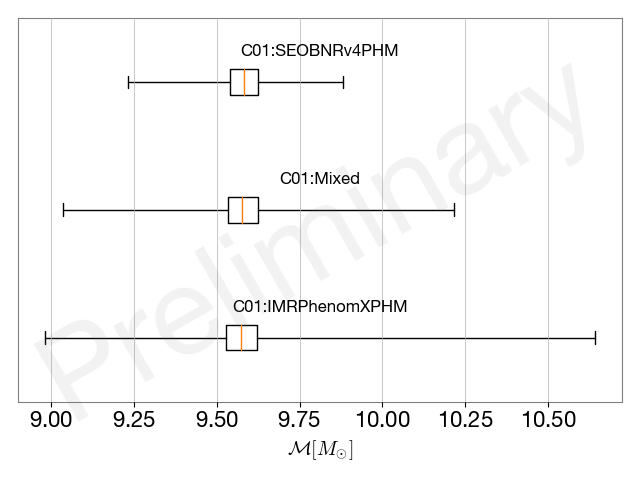 C01:SEOBNRv4PHM
C01:Mixed
C01:IMRPhenomXPHM
Preliminary
9.00 9.25 9.50 9.75 10.00 10.25 10.50
ℳ[M⊙]